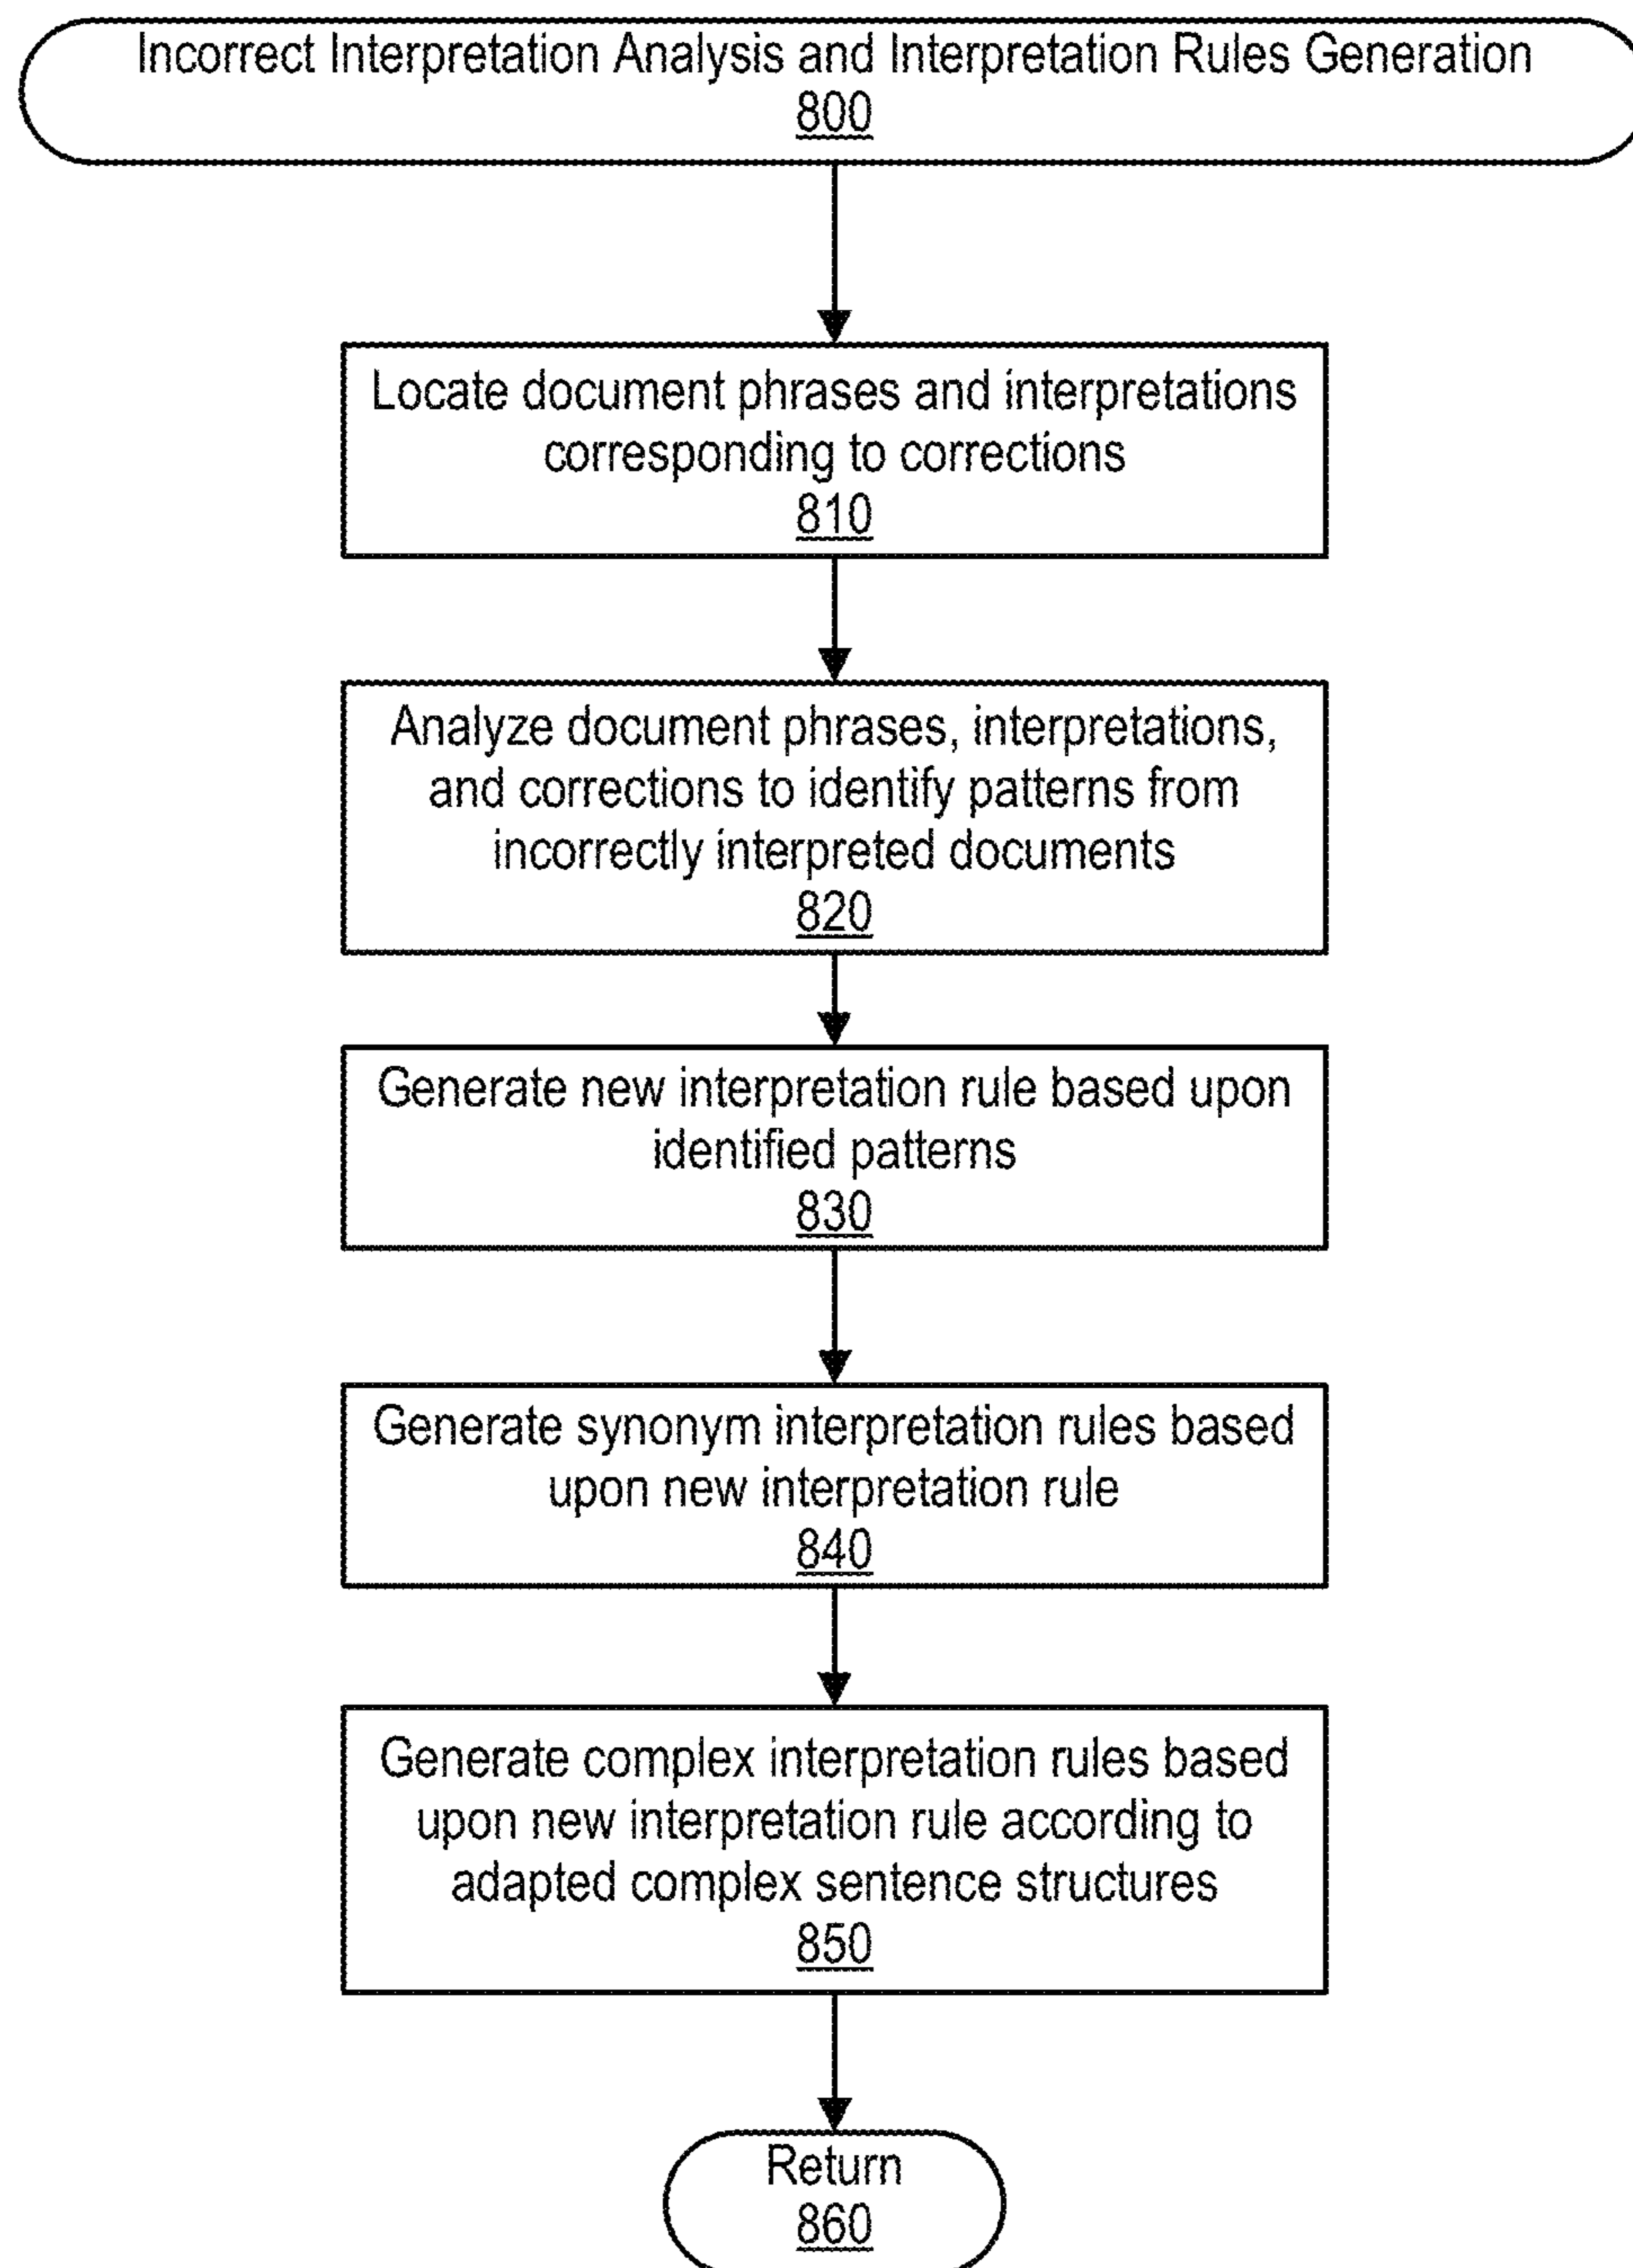 Incorrect Interpretation Analysis and Interpretation Rules Generation
800
Locate document phrases and interpretations
corresponding to corrections
810
Analyze document phrases, interpretations,
and corrections to identify patterns from
incorrectly interpreted documents
820
Generate new interpretation rule based upon
identified patterns
830
Generate synonym interpretation rules based
upon new interpretation rule
840
Generate complex interpretation rules based
upon new interpretation rule according to
adapted complex sentence structures
850
Return
860